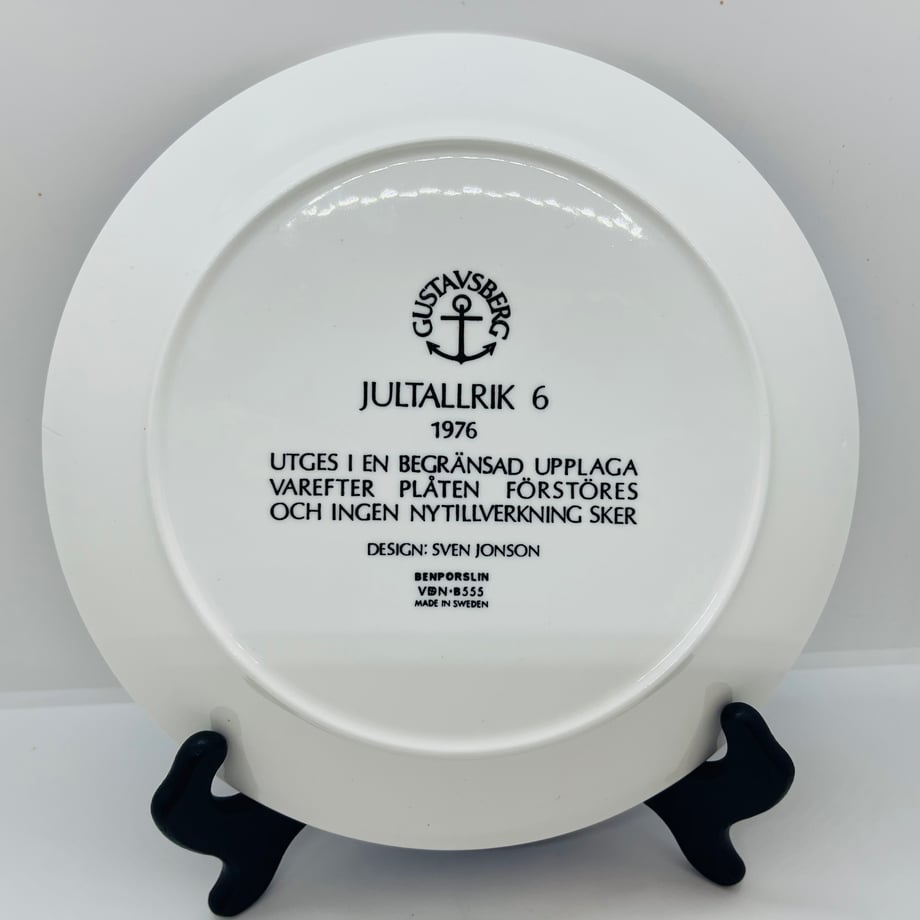 GUSTAVSBERG
JULTALLRIK 6
1976
UTGES I EN BEGRÄNSAD UPPLAGA
VAREFTER PLÅTEN FÖRSTÖRES
OCH INGEN NYTILLVERKNING SKER
DESIGN: SVEN JONSON
BENPORSLIN
VDN·B555
MADE IN SWEDEN